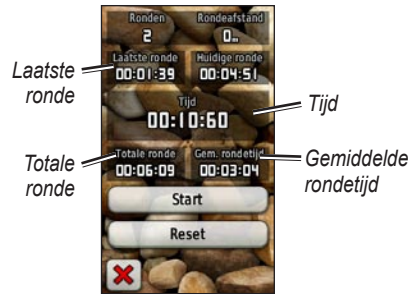 Ronden
Rondeafstand
2
0m
Laatste ronde
Huidige ronde
00:01:39
00:04:51
Tijd
00:10:60
Totale ronde
Gem. rondetijd
00:06:09
00:03:04
Start
Reset
Laatste
ronde
Tijd
Totale
ronde
Gemiddelde
rondetijd